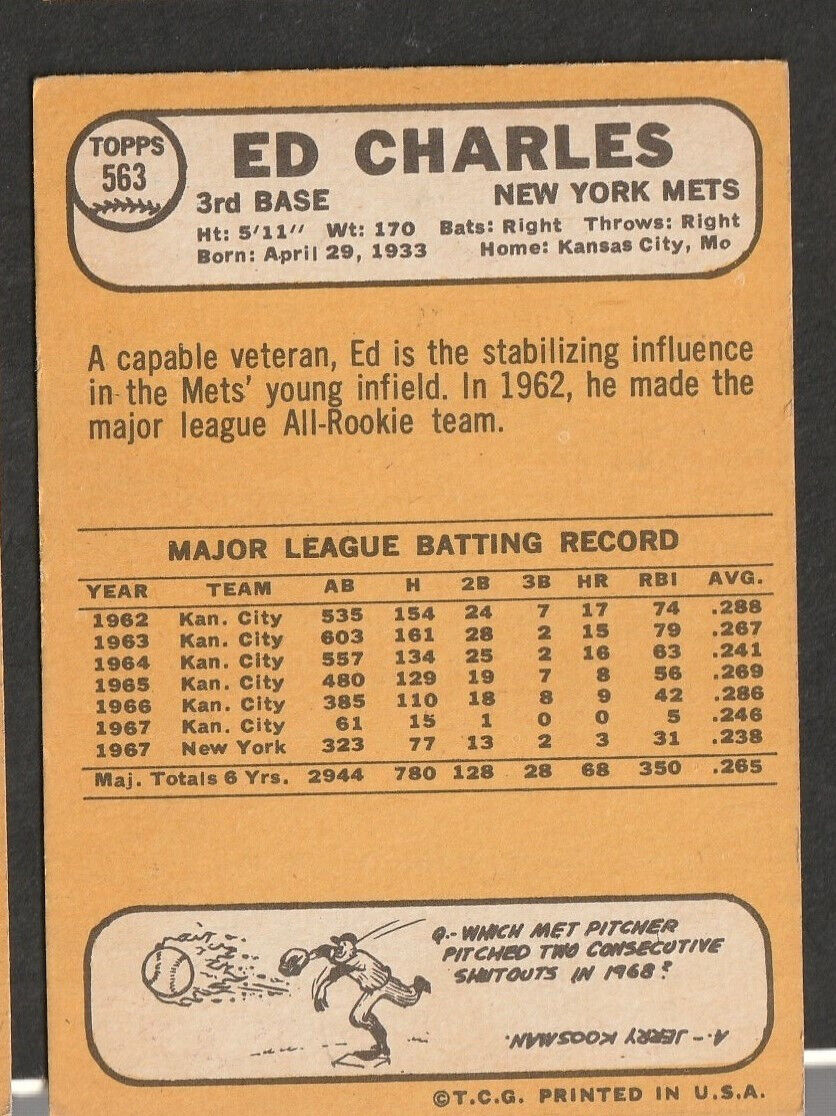 TOPPS
563
ED CHARLES
3rd BASE NEW YORK METS
Ht: 5'11" Wt: 170 Bats: Right Throws: Right
Born: April 29, 1933 Home: Kansas City, Mo
A capable veteran, Ed is the stabilizing influence
in the Mets' young infield. In 1962, he made the
major league All-Rookie team.
MAJOR LEAGUE BATTING RECORD
YEAR TEAM AB H 2B 3B HR RBI AVG.
1962 Kan. City 535 154 24 7 17 74 .288
1963 Kan. City 603 161 28 2 15 79 .267
1964 Kan. City 557 134 25 2 16 63 .241
1965 Kan. City 480 129 19 7 8 56 .269
1966 Kan. City 385 110 18 8 9 42 .286
1967 Kan. City 61 15 1 0 0 5 .246
1967 New York 323 77 13 2 3 31 .238
Maj. Totals 6 Yrs. 2944 780 128 28 68 350 .265
Q.- WHICH MET PITCHER
PITCHED TWO CONSECUTIVE
SHUTOUTS IN 1968?
A.- JERRY KOOSMAN.
©T.C.G. PRINTED IN U.S.A.